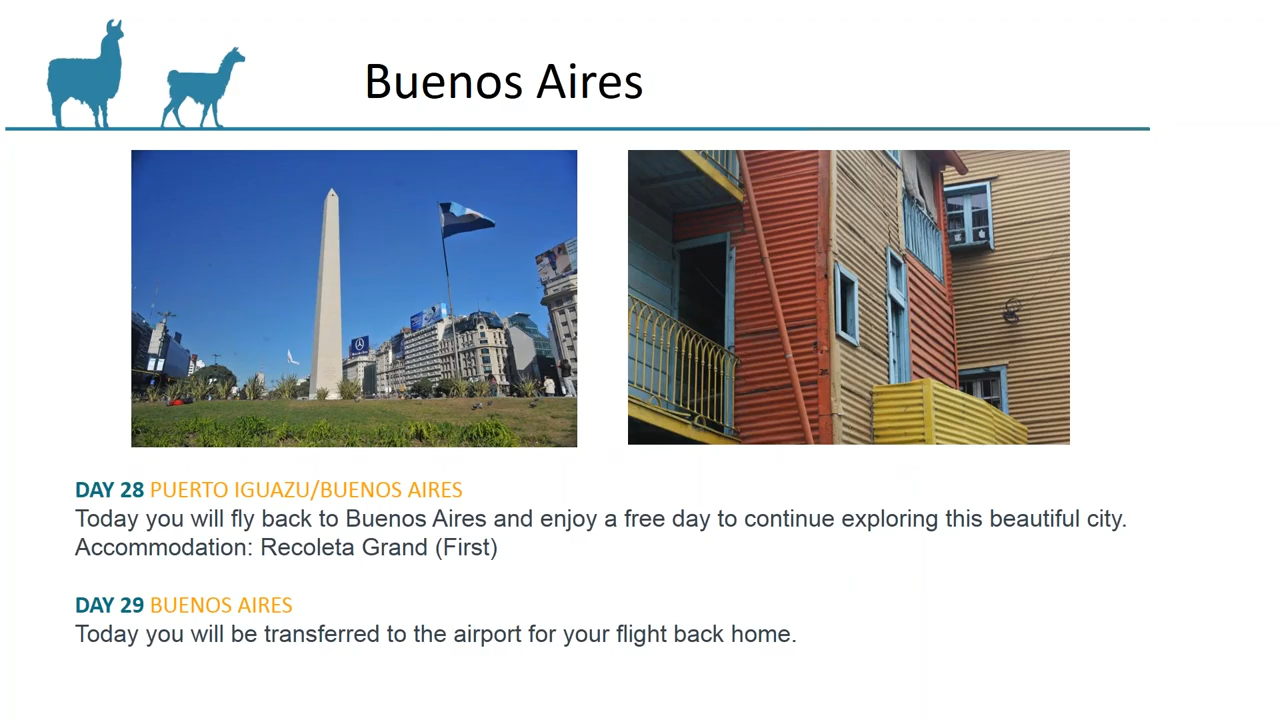 Buenos Aires
DAY 28 PUERTO IGUAZU/BUENOS AIRES
Today you will fly back to Buenos Aires and enjoy a free day to continue exploring this beautiful city.
Accommodation: Recoleta Grand (First)
DAY 29 BUENOS AIRES
Today you will be transferred to the airport for your flight back home.